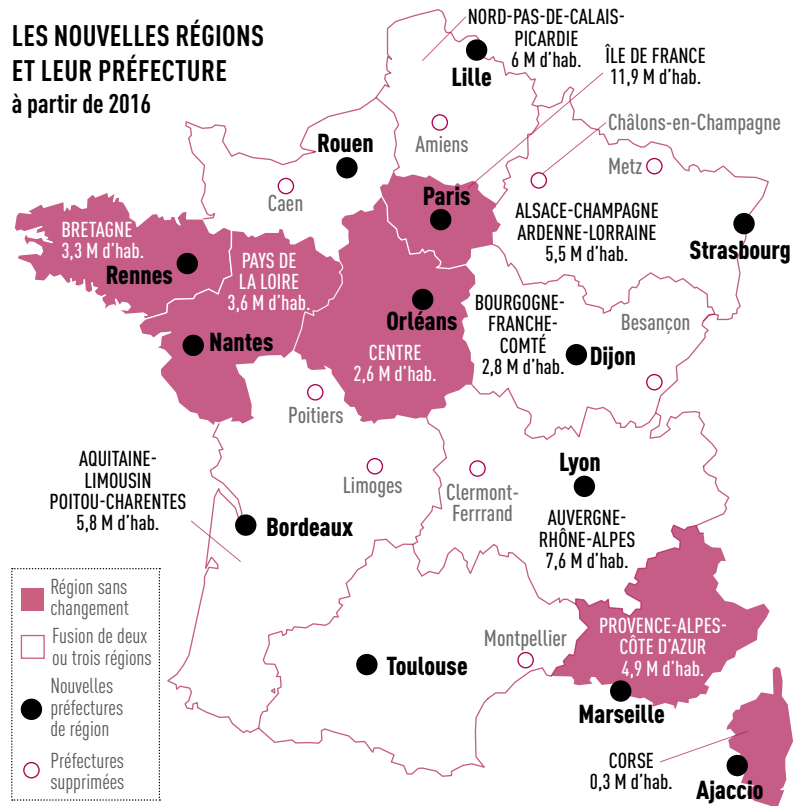 LES NOUVELLES RÉGIONS
ET LEUR PRÉFECTURE
à partir de 2016
NORD-PAS-DE-CALAIS-
PICARDIE
6 M d'hab.
Lille
ÎLE DE FRANCE
11,9 M d'hab.
Amiens
Châlons-en-Champagne
Rouen
Caen
Metz
Paris
ALSACE-CHAMPAGNE
ARDENNE-LORRAINE
5,5 M d'hab.
Strasbourg
BRETAGNE
3,3 M d'hab.
Rennes
PAYS DE
LA LOIRE
3,6 M d'hab.
Nantes
Orléans
CENTRE
2,6 M d'hab.
BOURGOGNE-
FRANCHE-
COMTÉ
2,8 M d'hab.
Besançon
Dijon
Poitiers
AQUITAINE-
LIMOUSIN
POITOU-CHARENTES
5,8 M d'hab.
Limoges
Clermont-
Ferrrand
Lyon
AUVERGNE-
RHÔNE-ALPES
7,6 M d'hab.
Bordeaux
PROVENCE-ALPES-
CÔTE D'AZUR
4,9 M d'hab.
Montpellier
Toulouse
Marseille
CORSE
0,3 M d'hab.
Ajaccio
Région sans
changement
Fusion de deux
ou trois régions
Nouvelles
préfectures
de région
Préfectures
supprimées